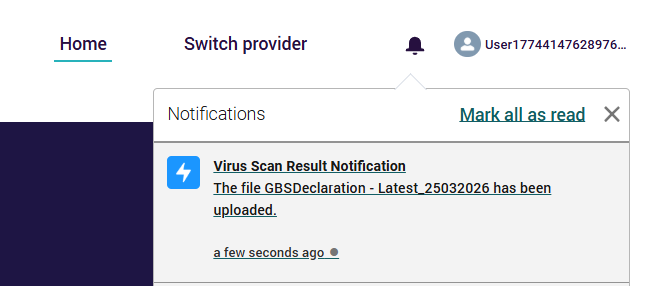 Home
Switch provider
User17744147628976...
Notifications
Mark all as read
Virus Scan Result Notification
The file GBSDeclaration - Latest_25032026 has been
uploaded.
a few seconds ago